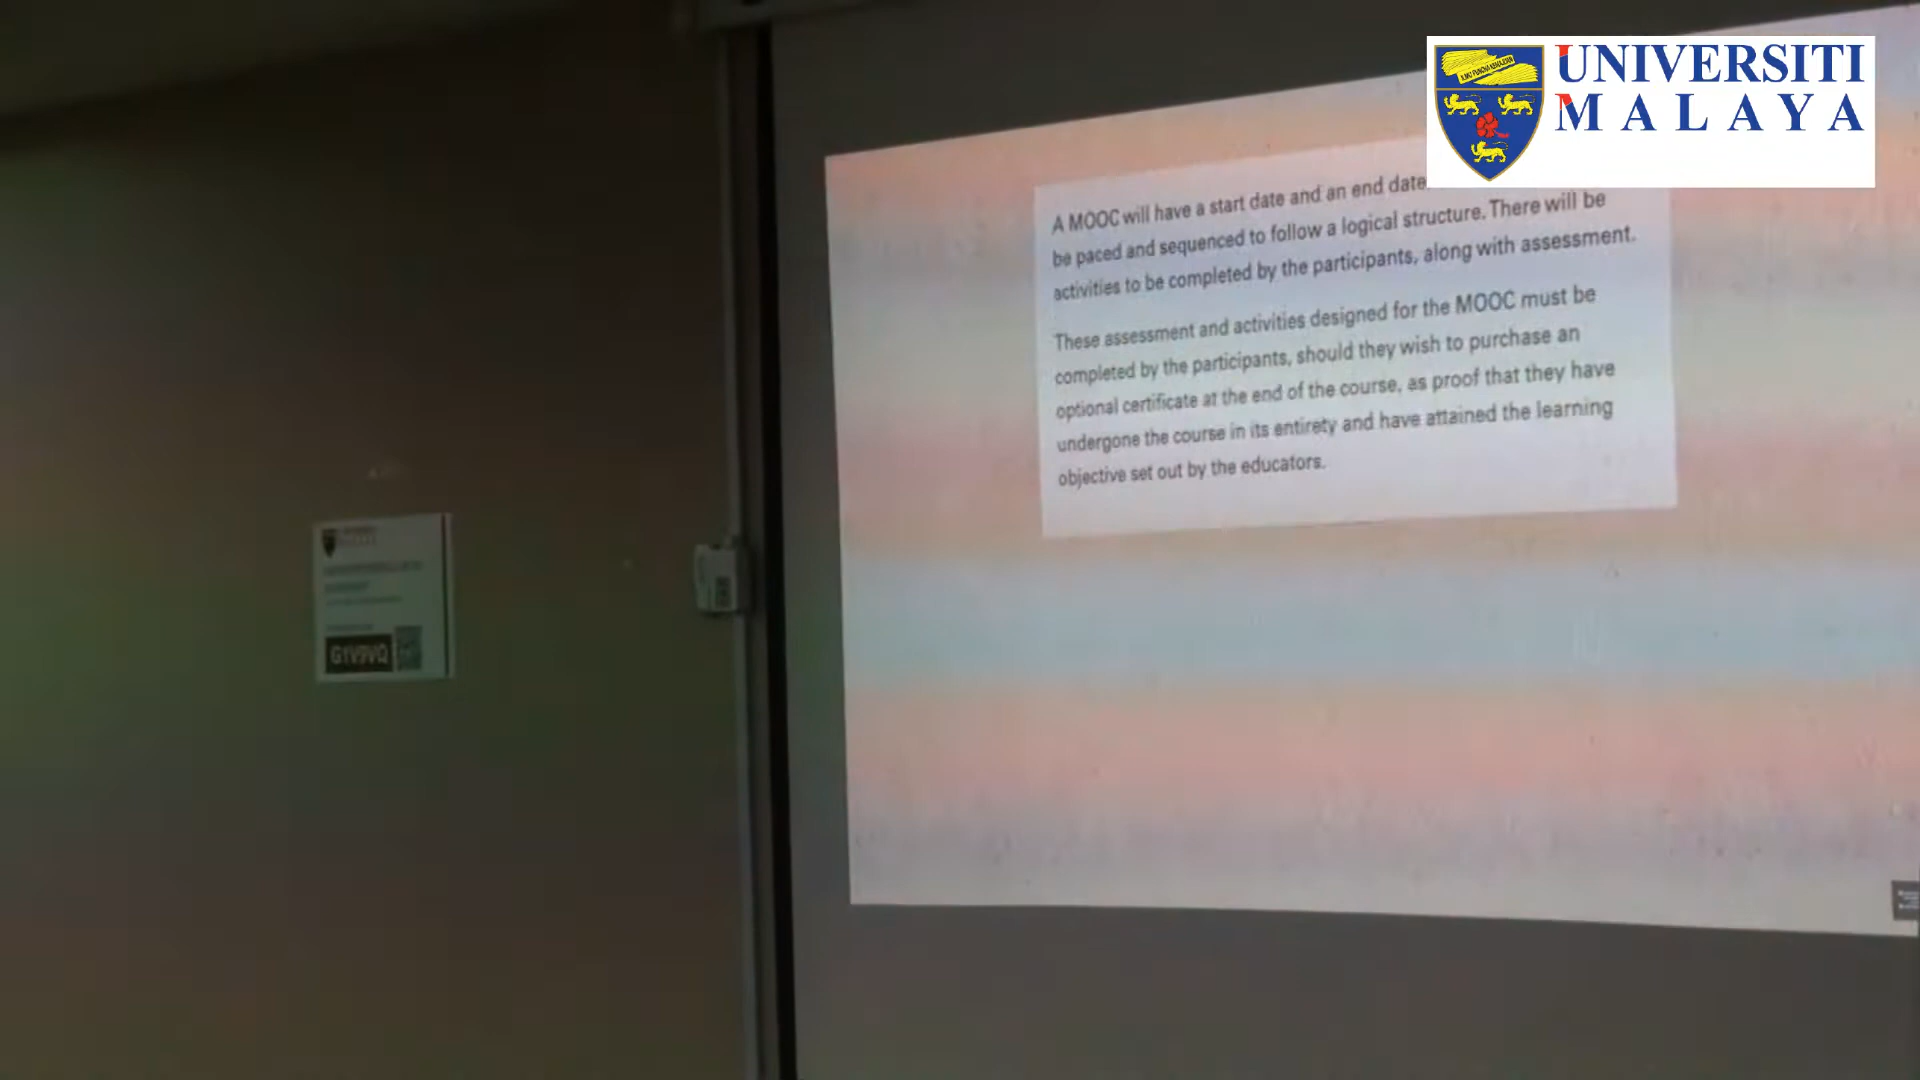 UNIVERSITI
MALAYA
A MOOC will have a start date and an end date.
be paced and sequenced to follow a logical structure. There will be
activities to be completed by the participants, along with assessment.
These assessment and activities designed for the MOOC must be
completed by the participants, should they wish to purchase an
optional certificate at the end of the course, as proof that they have
undergone the course in its entirety and have attained the learning
objective set out by the educators.
G1V9VQ